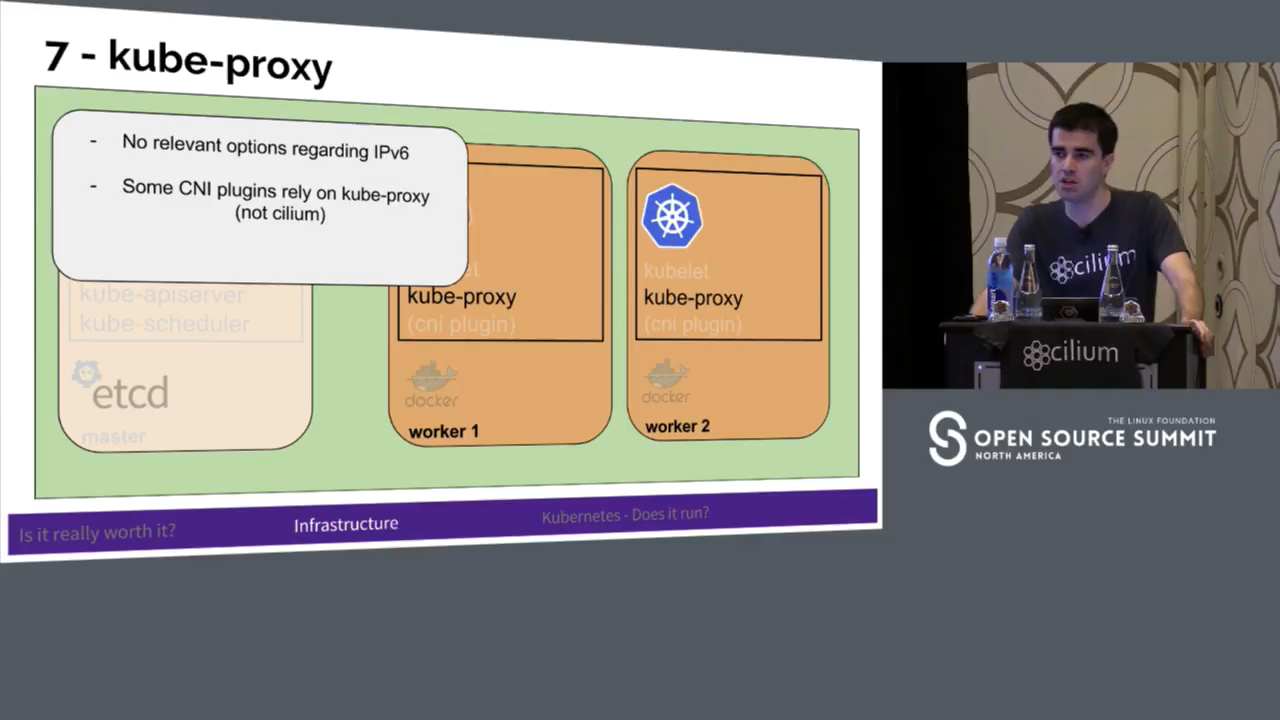 7 - kube-proxy
- No relevant options regarding IPv6
- Some CNI plugins rely on kube-proxy
(not cilium)
kube-apiserver
kube-scheduler
etcd
master
kube-proxy
(cni plugin)
docker
worker 1
kubelet
kube-proxy
(cni plugin)
docker
worker 2
Is it really worth it?
Infrastructure
Kubernetes - Does it run?
cilium
cilium
THE LINUX FOUNDATION
OPEN SOURCE SUMMIT
NORTH AMERICA